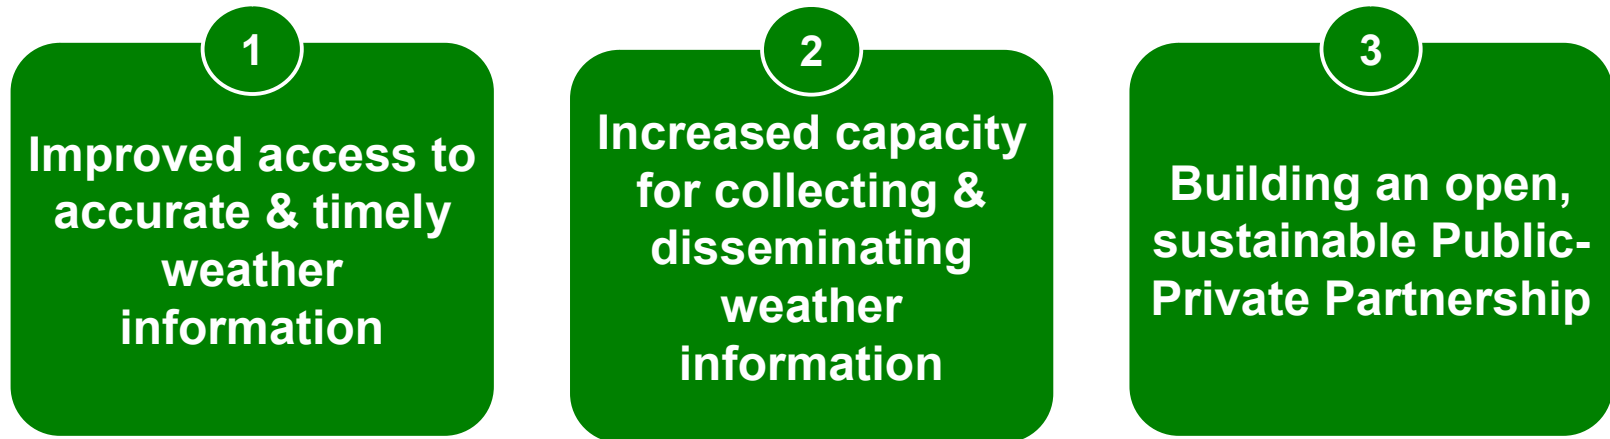 1
Improved access to
accurate & timely
weather
information
2
Increased capacity
for collecting &
disseminating
weather
information
3
Building an open,
sustainable Public-
Private Partnership